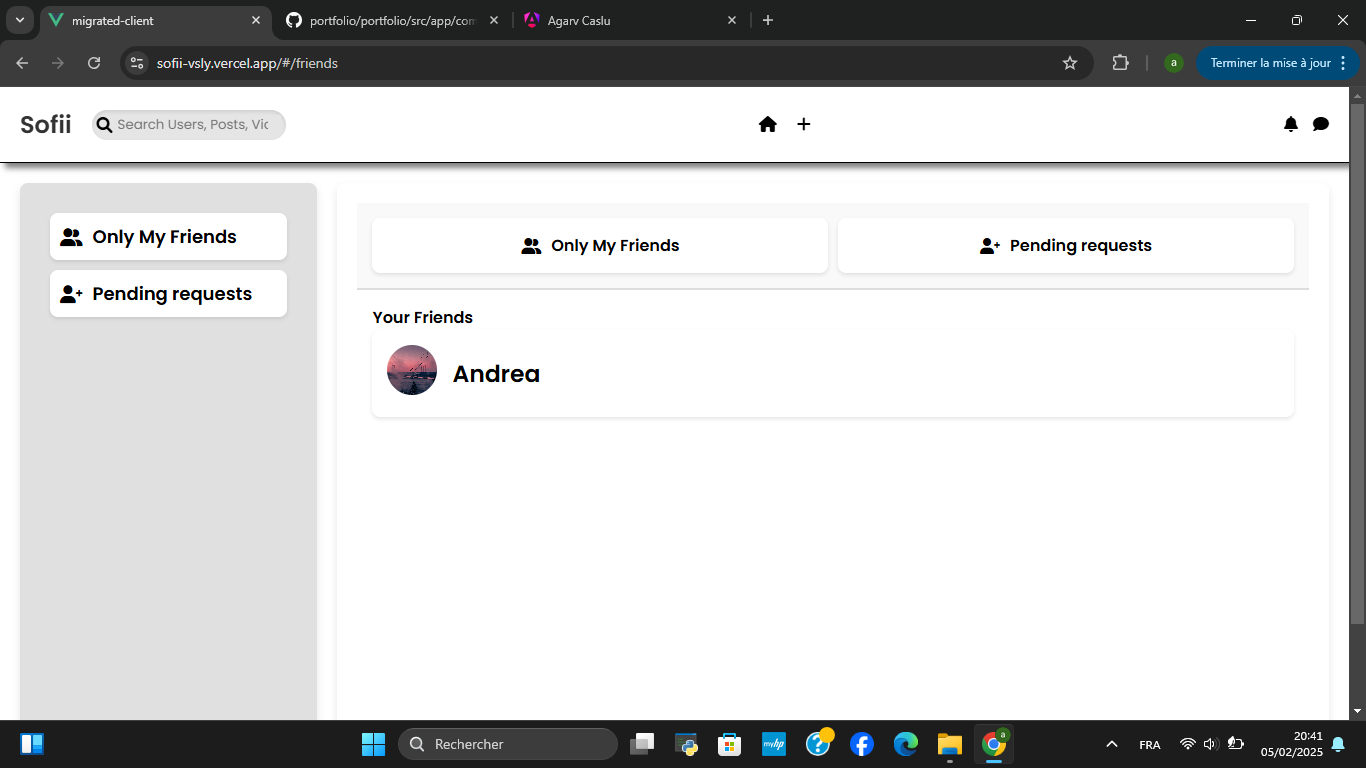 migrated-client
portfolio/portfolio/src/app/com
Agarv Caslu
sofii-vsly.vercel.app/#/friends
a
Terminer la mise à jour
Sofii
Search Users, Posts, Vic
Only My Friends
Pending requests
Only My Friends
Pending requests
Your Friends
Andrea
Rechercher
myhp
a
FRA
20:41
05/02/2025